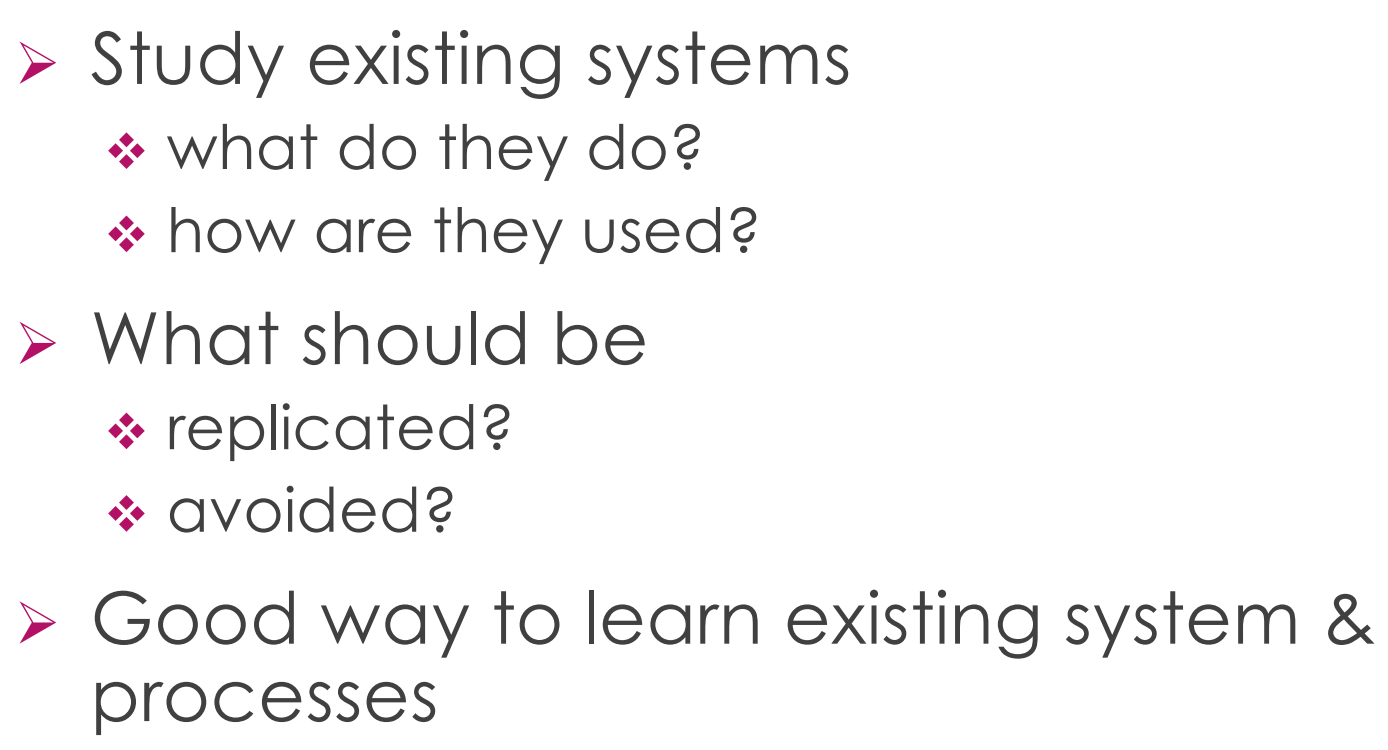 Study existing systems
what do they do?
how are they used?
What should be
replicated?
avoided?
Good way to learn existing system &
processes